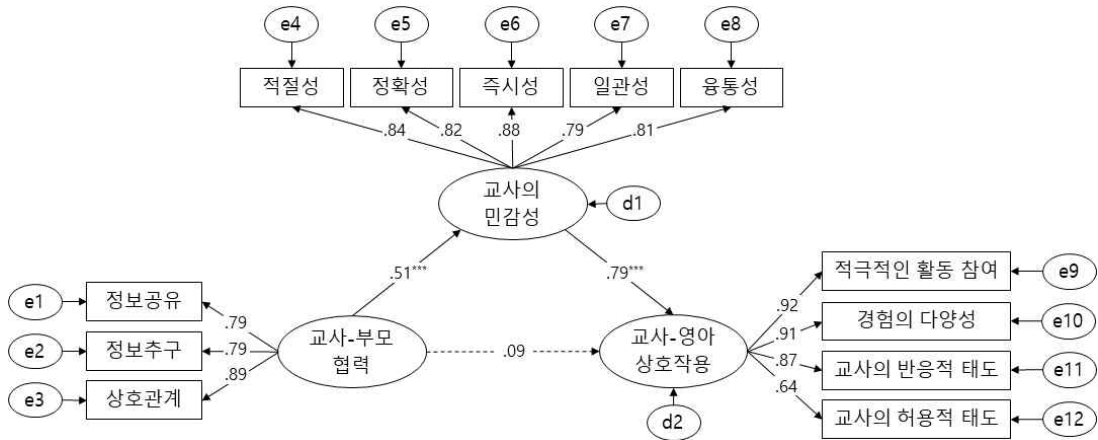 e4 e5 e6 e7 e8
적절성 정확성 즉시성 일관성 융통성
.84 .82 .88 .79 .81
교사의
민감성
d1
.51***
.79***
e1 정보공유
e2 정보추구
e3 상호관계
.79
.79
.89
교사-부모
협력
.09
교사-영아
상호작용
d2
.92
.91
.87
.64
적극적인 활동 참여 e9
경험의 다양성 e10
교사의 반응적 태도 e11
교사의 허용적 태도 e12